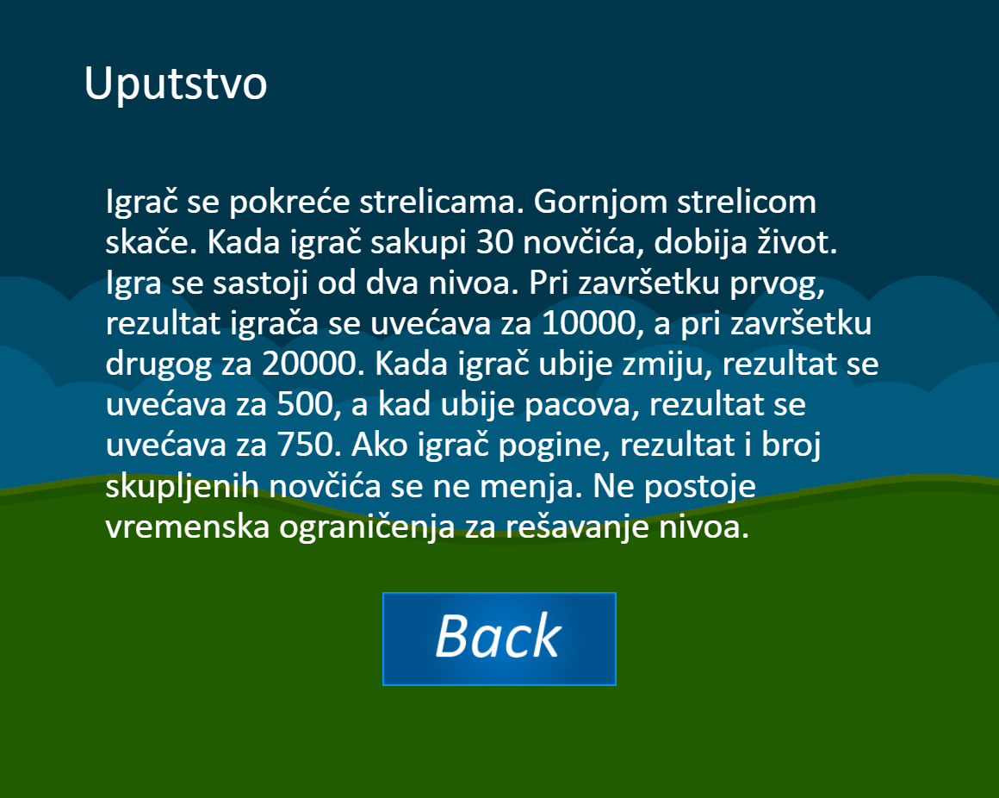 Uputstvo
Igrač se pokreće strelicama. Gornjom strelicom
skače. Kada igrač sakupi 30 novčića, dobija život.
Igra se sastoji od dva nivoa. Pri završetku prvog,
rezultat igrača se uvećava za 10000, a pri završetku
drugog za 20000. Kada igrač ubije zmiju, rezultat se
uvećava za 500, a kad ubije pacova, rezultat se
uvećava za 750. Ako igrač pogine, rezultat i broj
skupljenih novčića se ne menja. Ne postoje
vremenska ograničenja za rešavanje nivoa.
Back